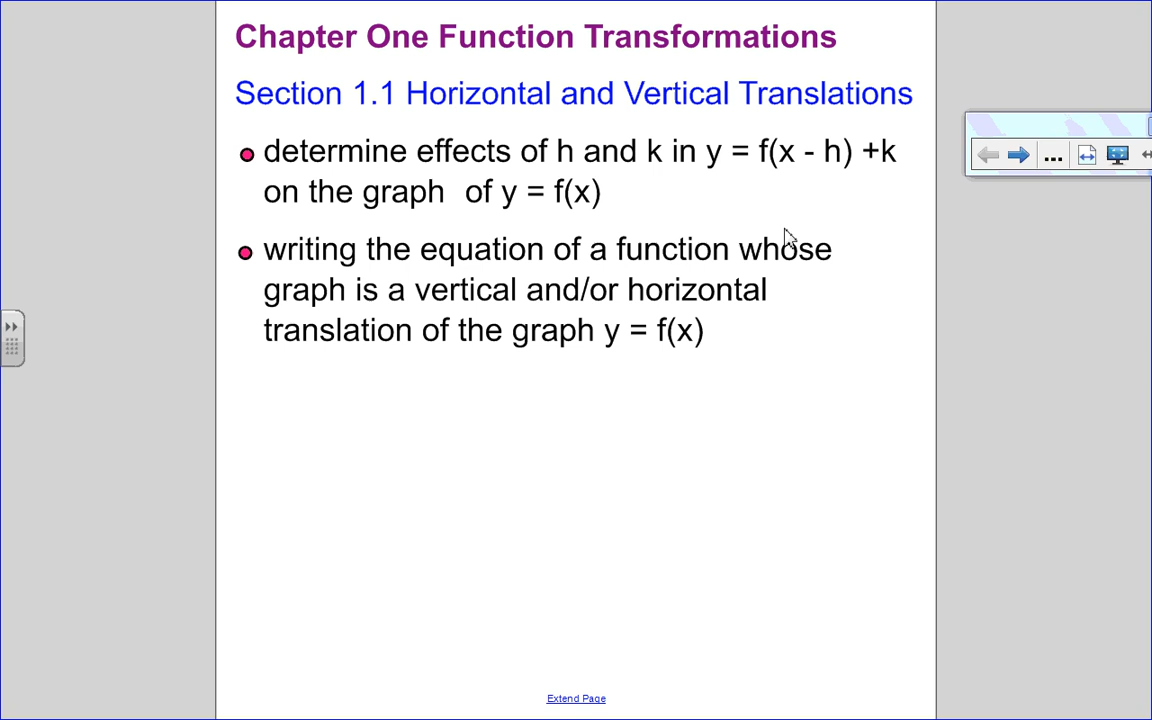 Chapter One Function Transformations
Section 1.1 Horizontal and Vertical Translations
determine effects of h and k in y = f(x - h) +k
on the graph of y = f(x)
writing the equation of a function whose
graph is a vertical and/or horizontal
translation of the graph y = f(x)
...
Extend Page